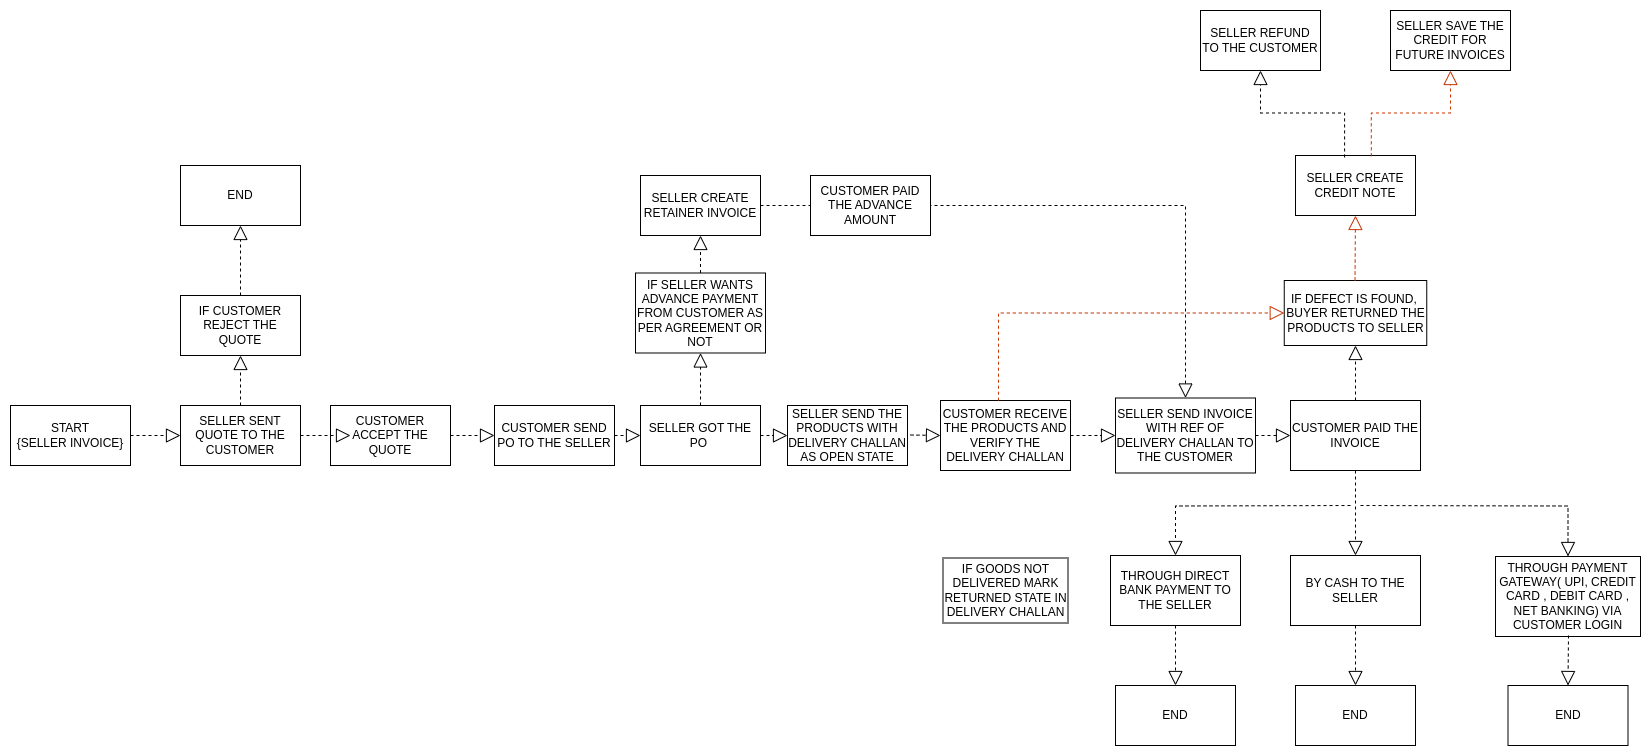 SELLER REFUND
TO THE CUSTOMER
SELLER SAVE THE
CREDIT FOR
FUTURE INVOICES
END
SELLER CREATE
RETAINER INVOICE
CUSTOMER PAID
THE ADVANCE
AMOUNT
SELLER CREATE
CREDIT NOTE
IF CUSTOMER
REJECT THE
QUOTE
IF SELLER WANTS
ADVANCE PAYMENT
FROM CUSTOMER AS
PER AGREEMENT OR
NOT
IF DEFECT IS FOUND,
BUYER RETURNED THE
PRODUCTS TO SELLER
START
{SELLER INVOICE}
SELLER SENT
QUOTE TO THE
CUSTOMER
CUSTOMER
ACCEPT THE
QUOTE
CUSTOMER SEND
PO TO THE SELLER
SELLER GOT THE
PO
SELLER SEND THE
PRODUCTS WITH
DELIVERY CHALLAN
AS OPEN STATE
CUSTOMER RECEIVE
THE PRODUCTS AND
VERIFY THE
DELIVERY CHALLAN
SELLER SEND INVOICE
WITH REF OF
DELIVERY CHALLAN TO
THE CUSTOMER
CUSTOMER PAID THE
INVOICE
IF GOODS NOT
DELIVERED MARK
RETURNED STATE IN
DELIVERY CHALLAN
THROUGH DIRECT
BANK PAYMENT TO
THE SELLER
BY CASH TO THE
SELLER
THROUGH PAYMENT
GATEWAY( UPI, CREDIT
CARD , DEBIT CARD ,
NET BANKING) VIA
CUSTOMER LOGIN
END
END
END